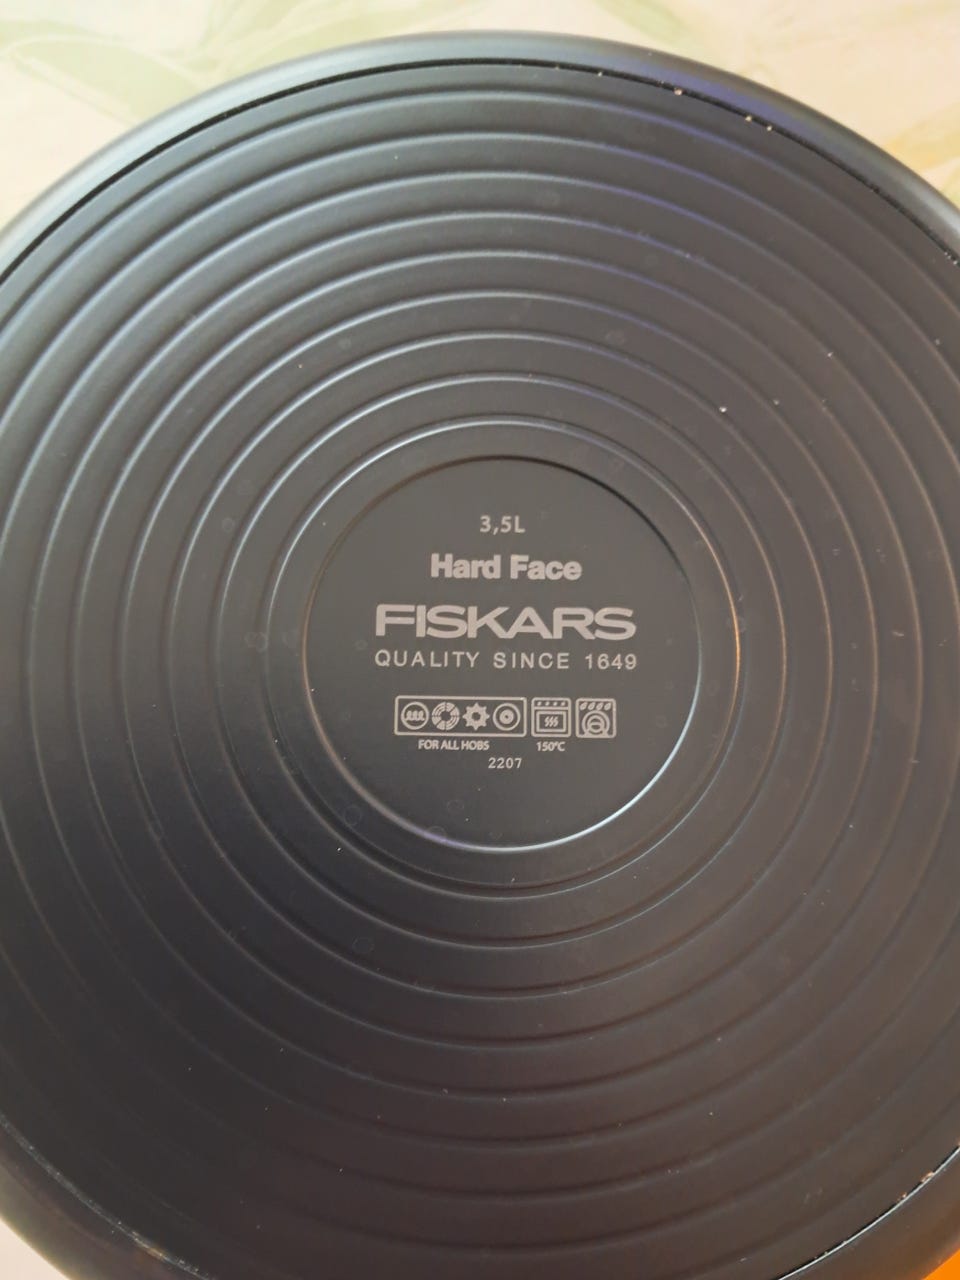 3,5L
Hard Face
FISKARS
QUALITY SINCE 1649
FOR ALL HOBS 150°C
2207